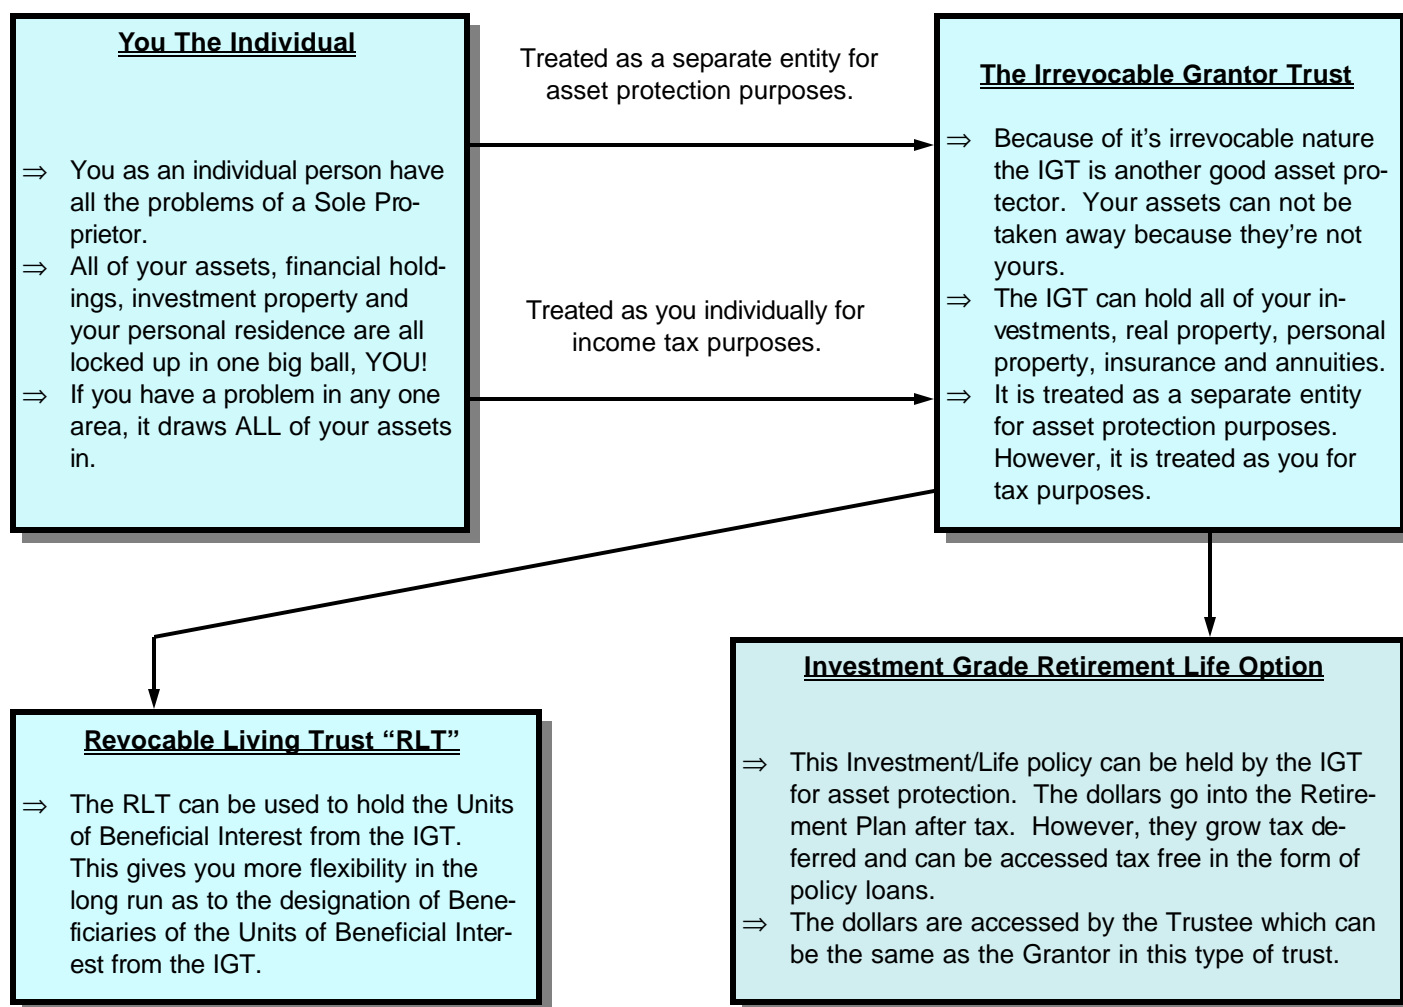 You The Individual
⇒ You as an individual person have
all the problems of a Sole Pro-
prietor.
⇒ All of your assets, financial hold-
ings, investment property and
your personal residence are all
locked up in one big ball, YOU!
⇒ If you have a problem in any one
area, it draws ALL of your assets
in.
Treated as a separate entity for
asset protection purposes.
Treated as you individually for
income tax purposes.
The Irrevocable Grantor Trust
⇒ Because of it's irrevocable nature
the IGT is another good asset pro-
tector. Your assets can not be
taken away because they're not
yours.
⇒ The IGT can hold all of your in-
vestments, real property, personal
property, insurance and annuities.
⇒ It is treated as a separate entity
for asset protection purposes.
However, it is treated as you for
tax purposes.
Revocable Living Trust “RLT”
⇒ The RLT can be used to hold the Units
of Beneficial Interest from the IGT.
This gives you more flexibility in the
long run as to the designation of Bene-
ficiaries of the Units of Beneficial Inter-
est from the IGT.
Investment Grade Retirement Life Option
⇒ This Investment/Life policy can be held by the IGT
for asset protection. The dollars go into the Retire-
ment Plan after tax. However, they grow tax de-
ferred and can be accessed tax free in the form of
policy loans.
⇒ The dollars are accessed by the Trustee which can
be the same as the Grantor in this type of trust.